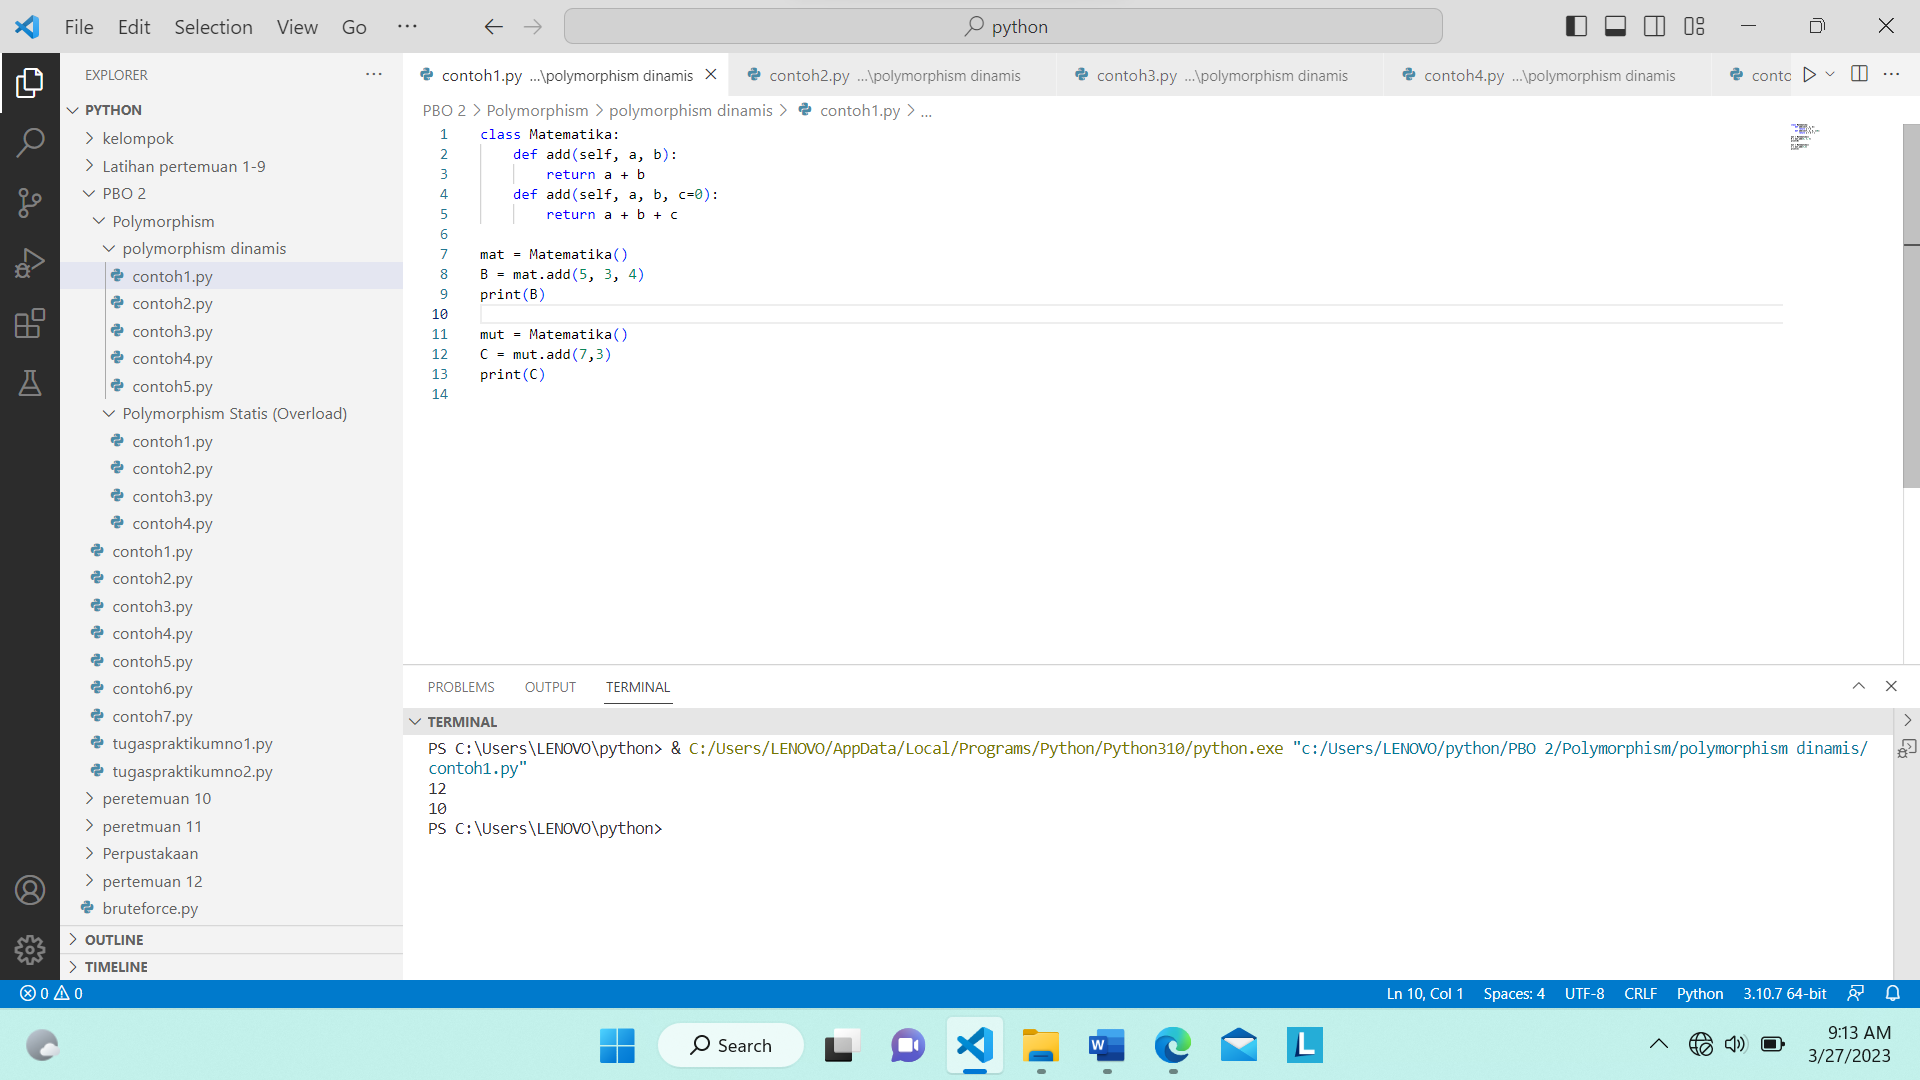 File Edit Selection View Go ···
python
EXPLORER ···
PYTHON
kelompok
Latihan pertemuan 1-9
PBO 2
Polymorphism
polymorphism dinamis
contoh1.py
contoh2.py
contoh3.py
contoh4.py
contoh5.py
Polymorphism Statis (Overload)
contoh1.py
contoh2.py
contoh3.py
contoh4.py
contoh1.py
contoh2.py
contoh3.py
contoh4.py
contoh5.py
contoh6.py
contoh7.py
tugaspraktikumno1.py
tugaspraktikumno2.py
peretemuan 10
peretmuan 11
Perpustakaan
pertemuan 12
bruteforce.py
OUTLINE
TIMELINE
contoh1.py ...\polymorphism dinamis contoh2.py ...\polymorphism dinamis contoh3.py ...\polymorphism dinamis contoh4.py ...\polymorphism dinamis conto ···
PBO 2 > Polymorphism > polymorphism dinamis > contoh1.py > ...
1 class Matematika:
2 def add(self, a, b):
3 return a + b
4 def add(self, a, b, c=0):
5 return a + b + c
6
7 mat = Matematika()
8 B = mat.add(5, 3, 4)
9 print(B)
10
11 mut = Matematika()
12 C = mut.add(7,3)
13 print(C)
14
PROBLEMS OUTPUT TERMINAL
TERMINAL
PS C:\Users\LENOVO\python> & C:/Users/LENOVO/AppData/Local/Programs/Python/Python310/python.exe "c:/Users/LENOVO/python/PBO 2/Polymorphism/polymorphism dinamis/
contoh1.py"
12
10
PS C:\Users\LENOVO\python>
0 0 Ln 10, Col 1 Spaces: 4 UTF-8 CRLF Python 3.10.7 64-bit
Search
9:13 AM
3/27/2023